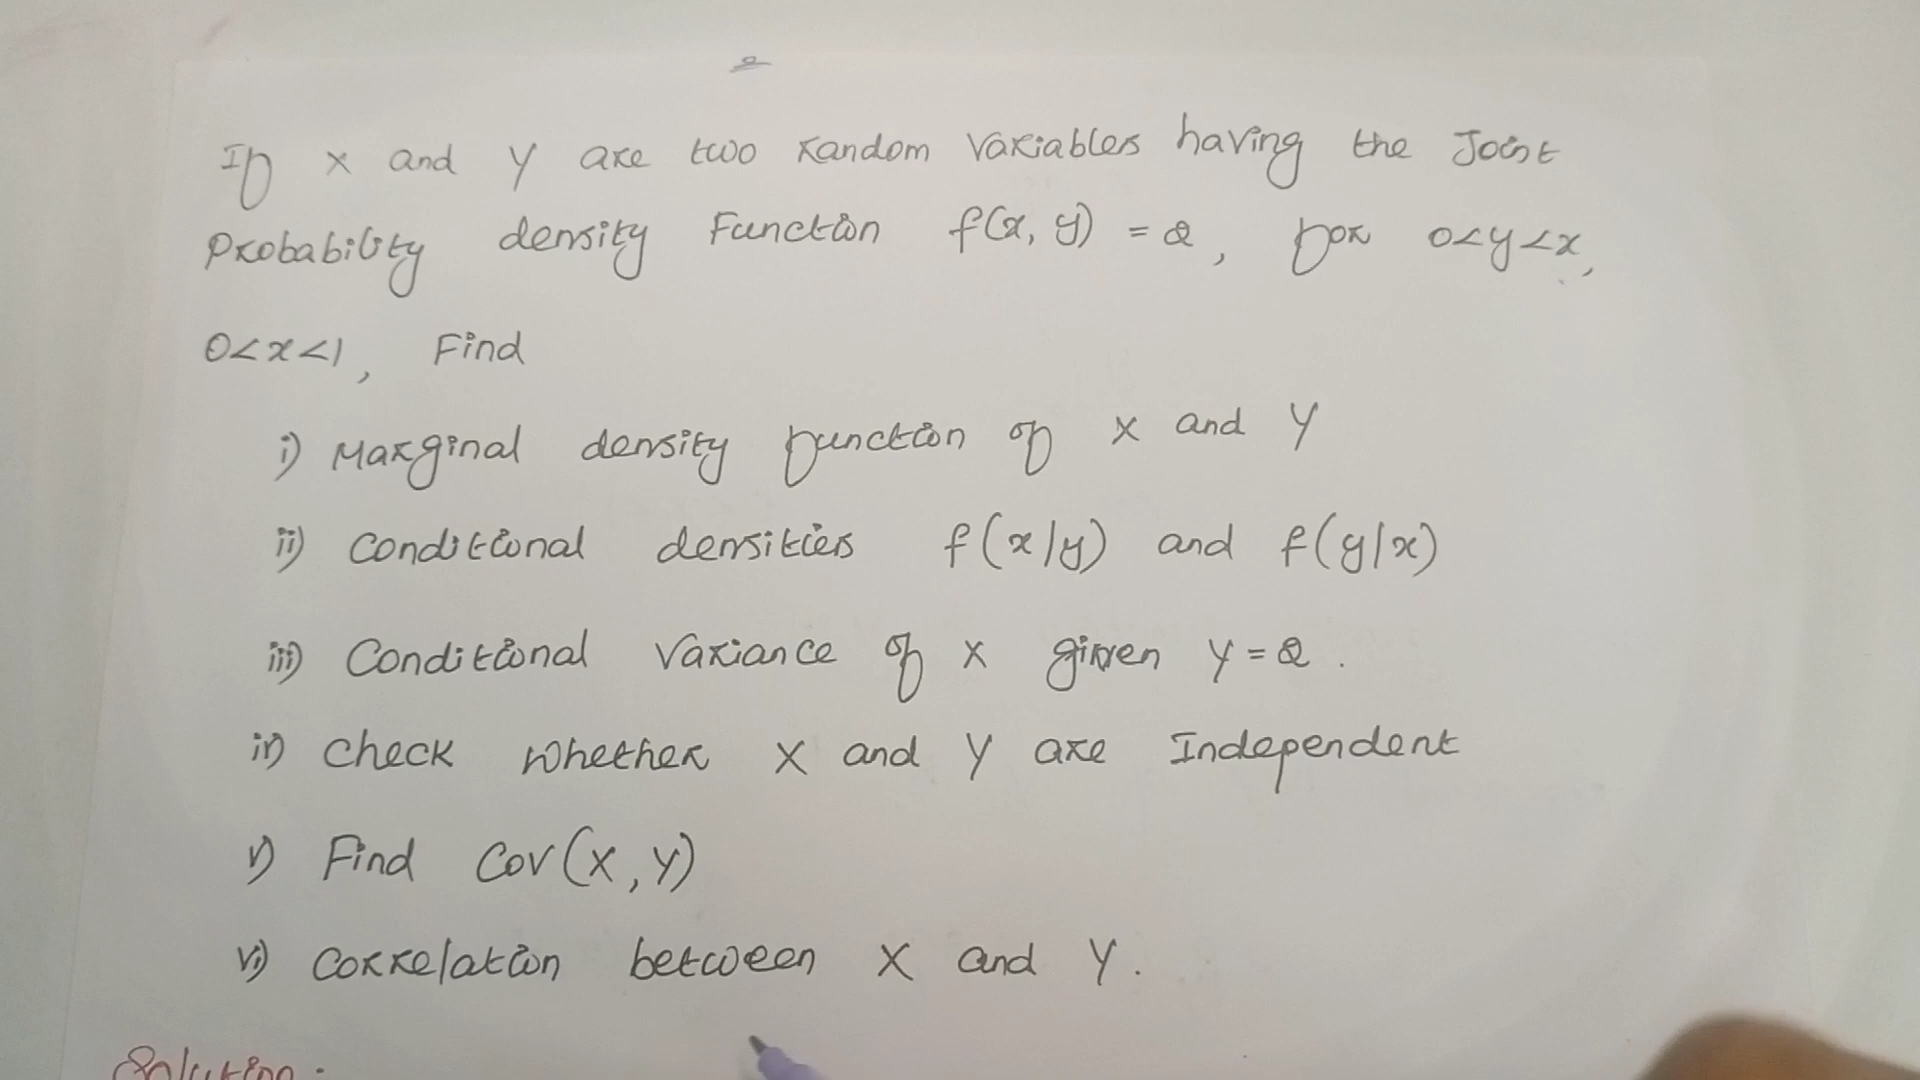 If X and Y are two random variables having the Joint
Probability density Function f(x, y) = 2, for 0<y<x,
0<x<1, Find
i) Marginal density function of X and Y
ii) Conditional densities f(x/y) and f(y/x)
iii) Conditional Variance of X given Y=2.
iv) Check Whether X and Y are Independent
v) Find Cov(X, Y)
vi) Correlation between X and Y.
Solution: